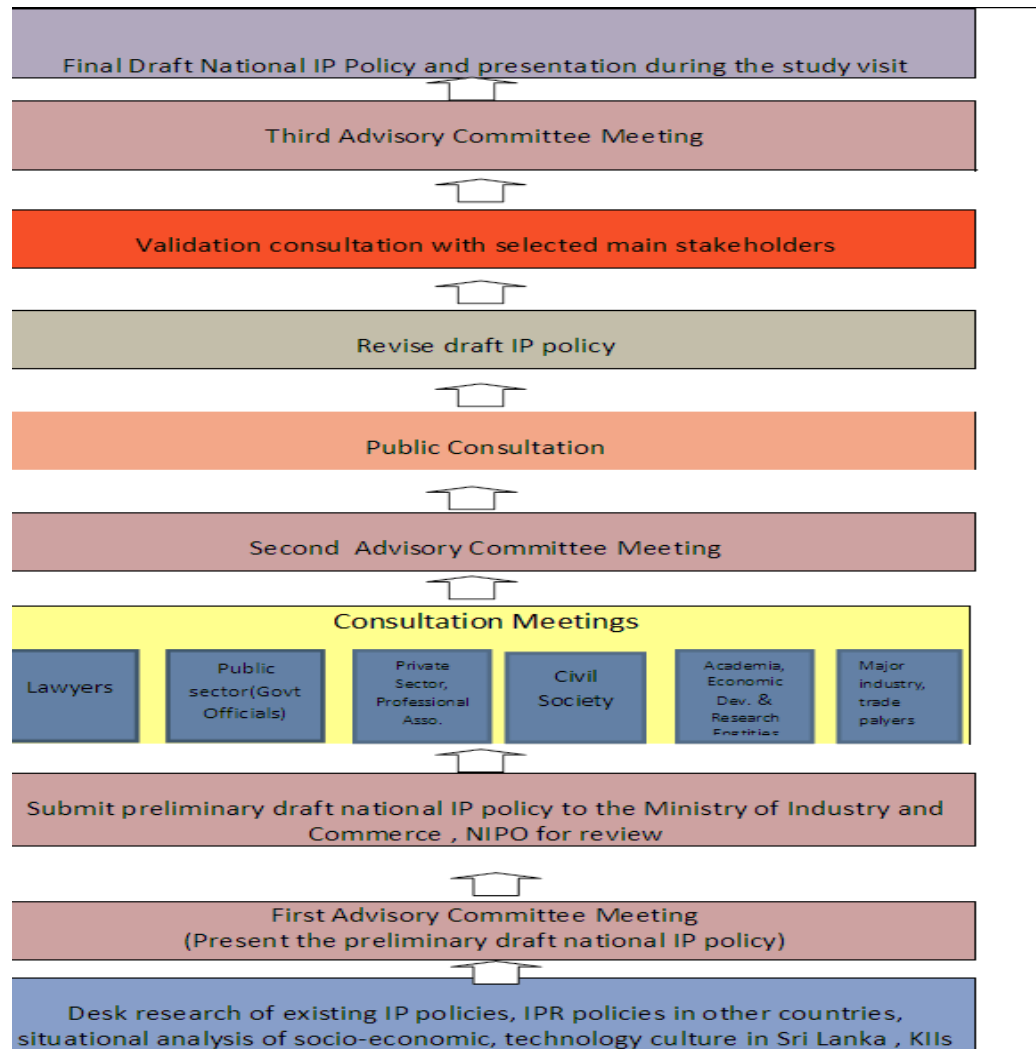 Final Draft National IP Policy and presentation during the study visit
Third Advisory Committee Meeting
Validation consultation with selected main stakeholders
Revise draft IP policy
Public Consultation
Second Advisory Committee Meeting
Consultation Meetings
Lawyers
Public
sector(Govt
Officials)
Private
Sector,
Professional
Asso.
Civil
Society
Academia,
Economic
Dev. &
Research
Entities
Major
industry,
trade
palyers
Submit preliminary draft national IP policy to the Ministry of Industry and
Commerce , NIPO for review
First Advisory Committee Meeting
(Present the preliminary draft national IP policy)
Desk research of existing IP policies, IPR policies in other countries,
situational analysis of socio-economic, technology culture in Sri Lanka , KIIs